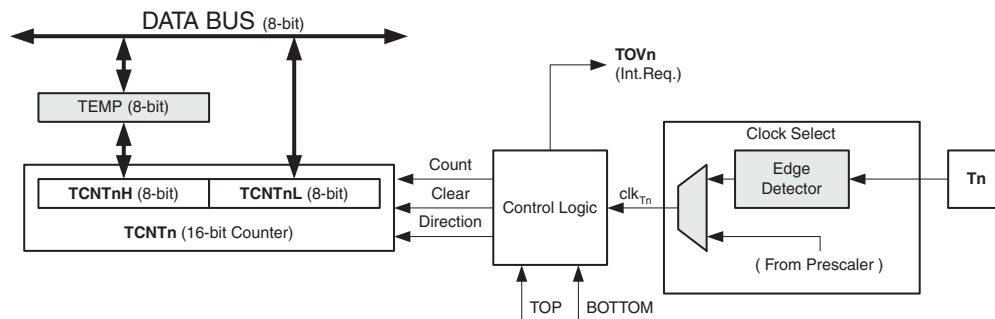 DATA BUS (8-bit)
TOVn
(Int.Req.)
TEMP (8-bit)
Clock Select
Count
Edge
Detector
Tn
TCNTnH (8-bit)
TCNTnL (8-bit)
Clear
Control Logic
clkTn
Direction
TCNTn (16-bit Counter)
( From Prescaler )
TOP
BOTTOM